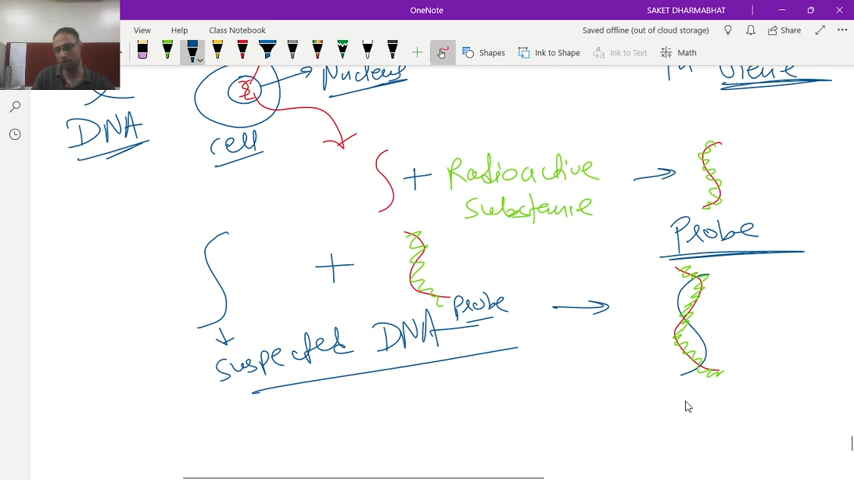 OneNote
SAKET DHARMABHAT
View Help Class Notebook
Saved offline (out of cloud storage)
Share
Shapes
Ink to Shape
Ink to Text
Math
Nucleus
DNA
cell
+ Radioactive
substance
Probe
+
Probe
suspected DNA